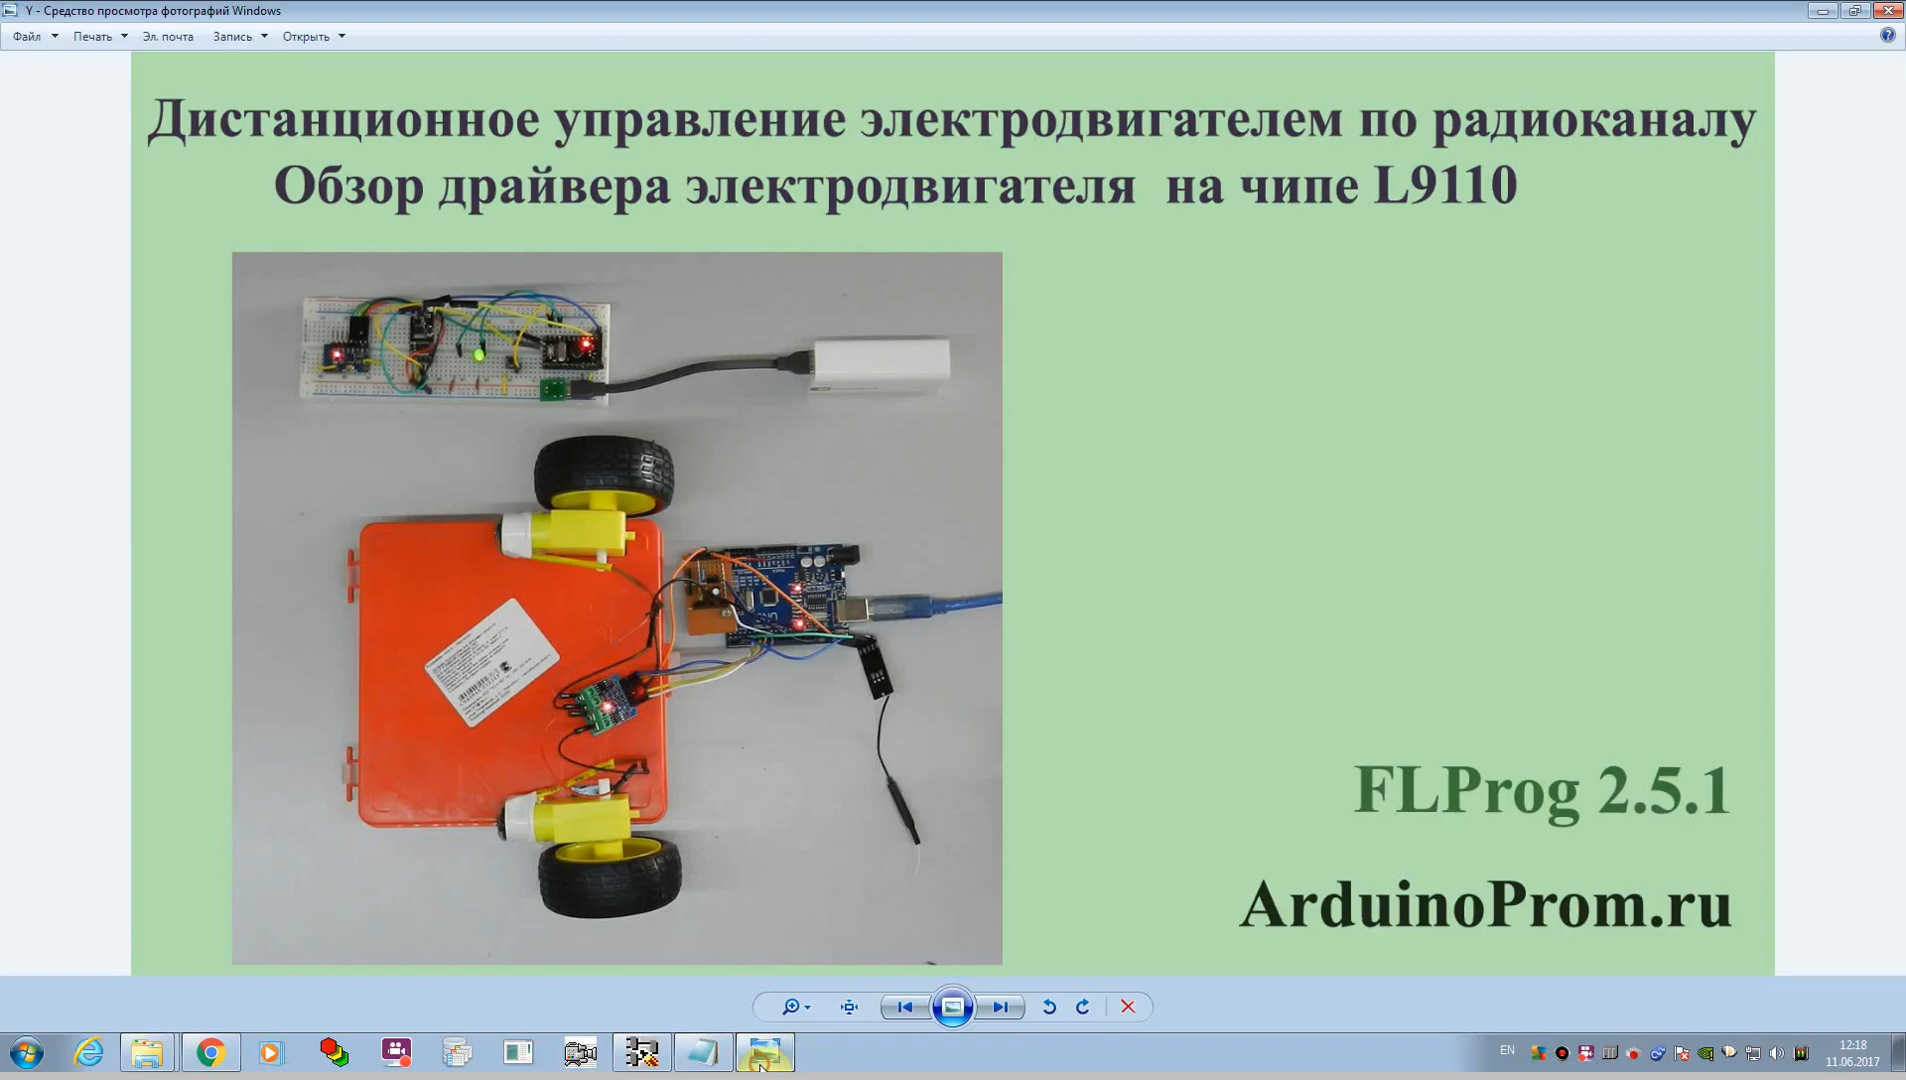 Y - Средство просмотра фотографий Windows
Файл Печать Эл. почта Запись Открыть
Дистанционное управление электродвигателем по радиоканалу
Обзор драйвера электродвигателя на чипе L9110
FLProg 2.5.1
ArduinoProm.ru
EN
12:18
11.06.2017